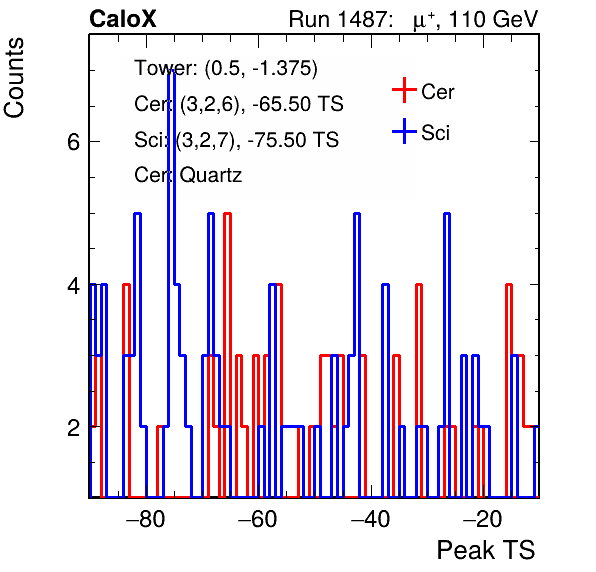 CaloX Run 1487: μ⁺, 110 GeV
Counts
Tower: (0.5, -1.375)
Cer: (3,2,6), -65.50 TS
Sci: (3,2,7), -75.50 TS
Cer: Quartz
Cer
Sci
6
4
2
−80 −60 −40 −20
Peak TS